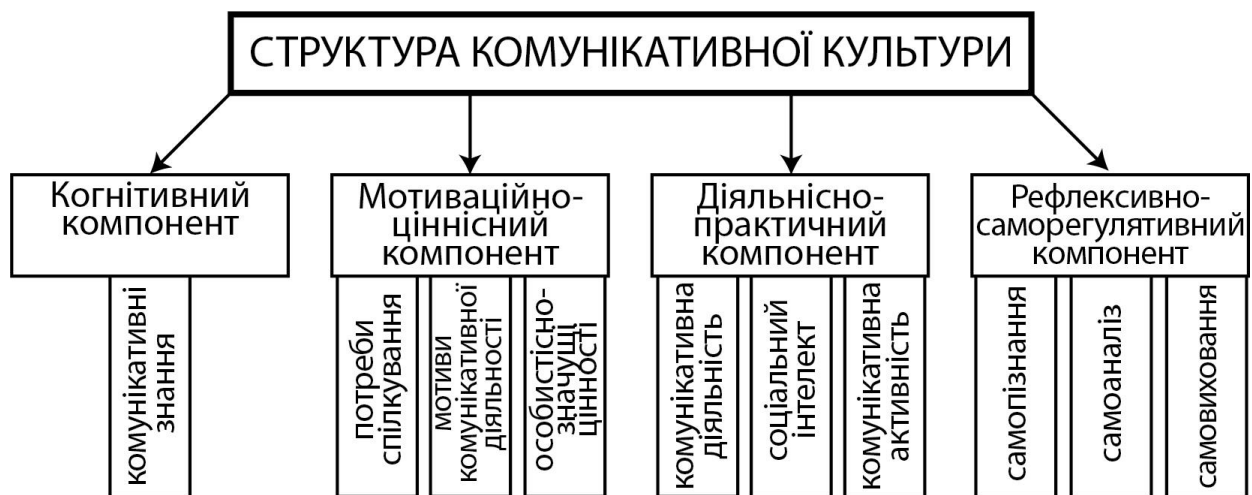 СТРУКТУРА КОМУНІКАТИВНОЇ КУЛЬТУРИ
Когнітивний
компонент
комунікативні
знання
Мотиваційно-
ціннісний
компонент
потреби
спілкування
мотиви
комунікативної
діяльності
особистісно-
значущі
цінності
Діяльнісно-
практичний
компонент
комунікативна
діяльність
соціальний
інтелект
комунікативна
активність
Рефлексивно-
саморегулятивний
компонент
самопізнання
самоаналіз
самовиховання